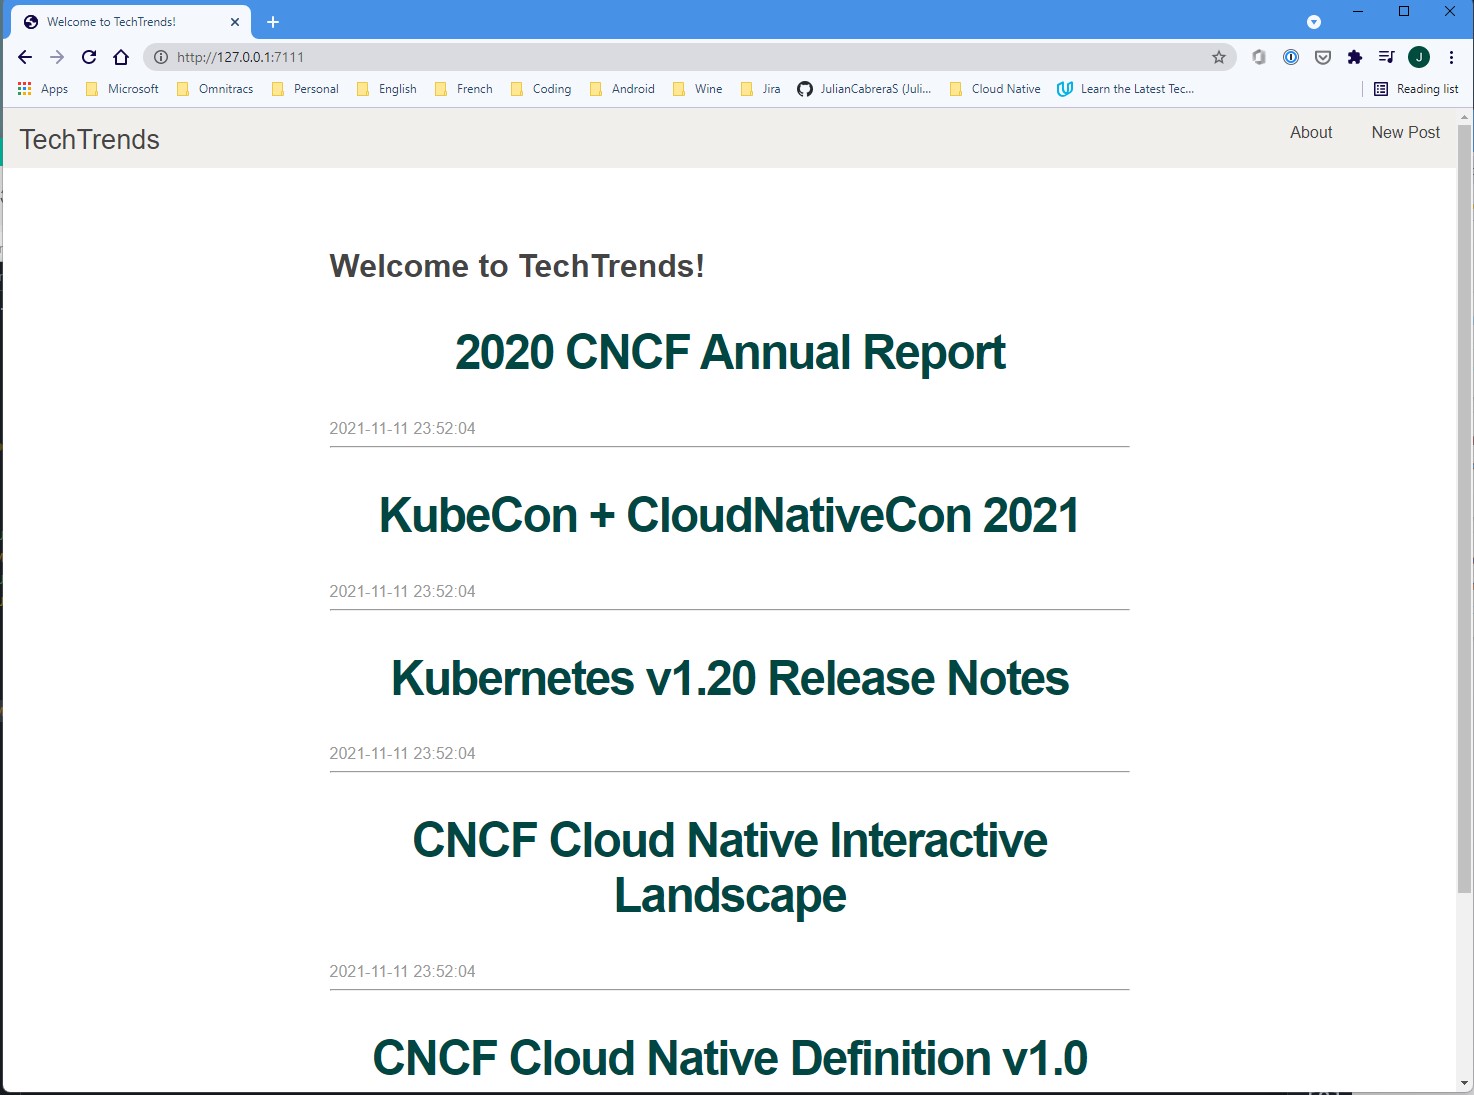 Welcome to TechTrends!
http://127.0.0.1:7111
J
Apps Microsoft Omnitracs Personal English French Coding Android Wine Jira JulianCabreraS (Juli... Cloud Native Learn the Latest Tec... Reading list
TechTrends About New Post
Welcome to TechTrends!
2020 CNCF Annual Report
2021-11-11 23:52:04
KubeCon + CloudNativeCon 2021
2021-11-11 23:52:04
Kubernetes v1.20 Release Notes
2021-11-11 23:52:04
CNCF Cloud Native Interactive
Landscape
2021-11-11 23:52:04
CNCF Cloud Native Definition v1.0